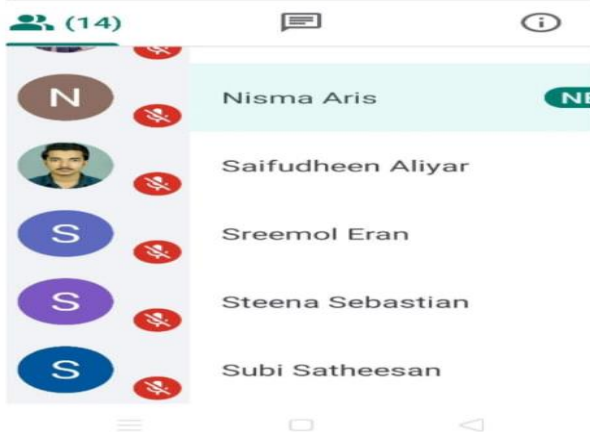 (14)
N
Nisma Aris
Saifudheen Aliyar
S
Sreemol Eran
S
Steena Sebastian
S
Subi Satheesan